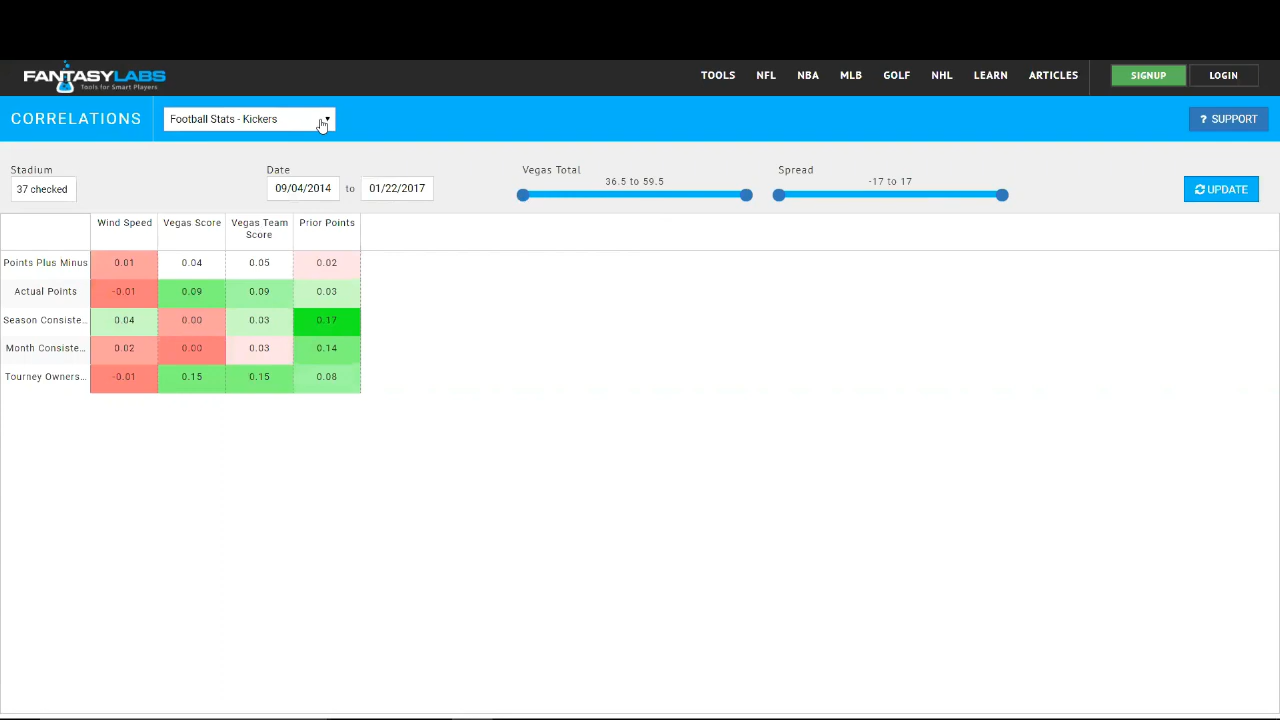 FANTASYLABS
Tools for Smart Players
TOOLS NFL NBA MLB GOLF NHL LEARN ARTICLES SIGNUP LOGIN
CORRELATIONS Football Stats - Kickers ? SUPPORT
Stadium Date Vegas Total Spread
37 checked 09/04/2014 to 01/22/2017 36.5 to 59.5 -17 to 17 UPDATE
Wind Speed Vegas Score Vegas Team Score Prior Points
Points Plus Minus 0.01 0.04 0.05 0.02
Actual Points -0.01 0.09 0.09 0.03
Season Consiste... 0.04 0.00 0.03 0.17
Month Consiste... 0.02 0.00 0.03 0.14
Tourney Owners... -0.01 0.15 0.15 0.08